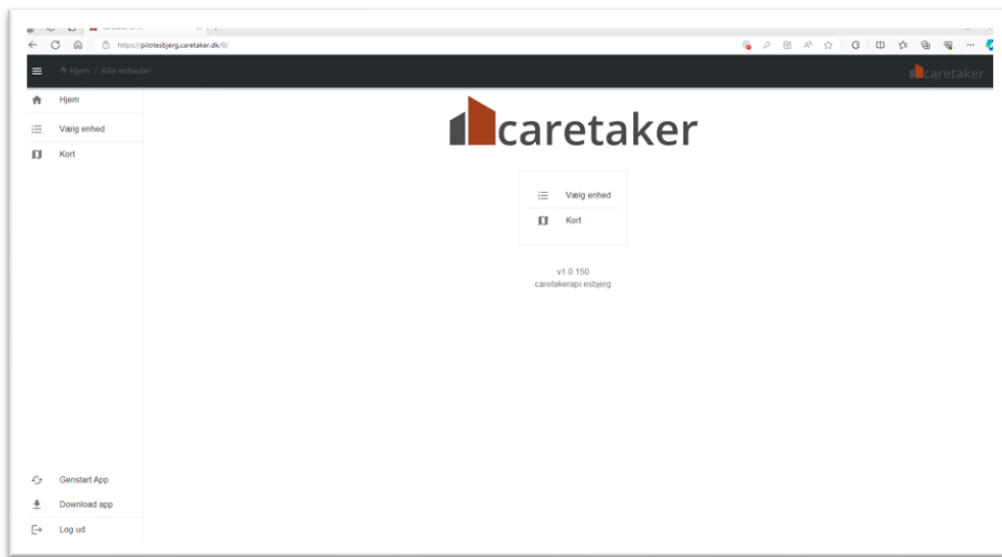 https://pilotesbjerg.caretaker.dk/0/
Hjem / Alle enheder
caretaker
Hjem
Vælg enhed
Kort
caretaker
Vælg enhed
Kort
v1.0.150
caretakerapi.esbjerg
Genstart App
Download app
Log ud